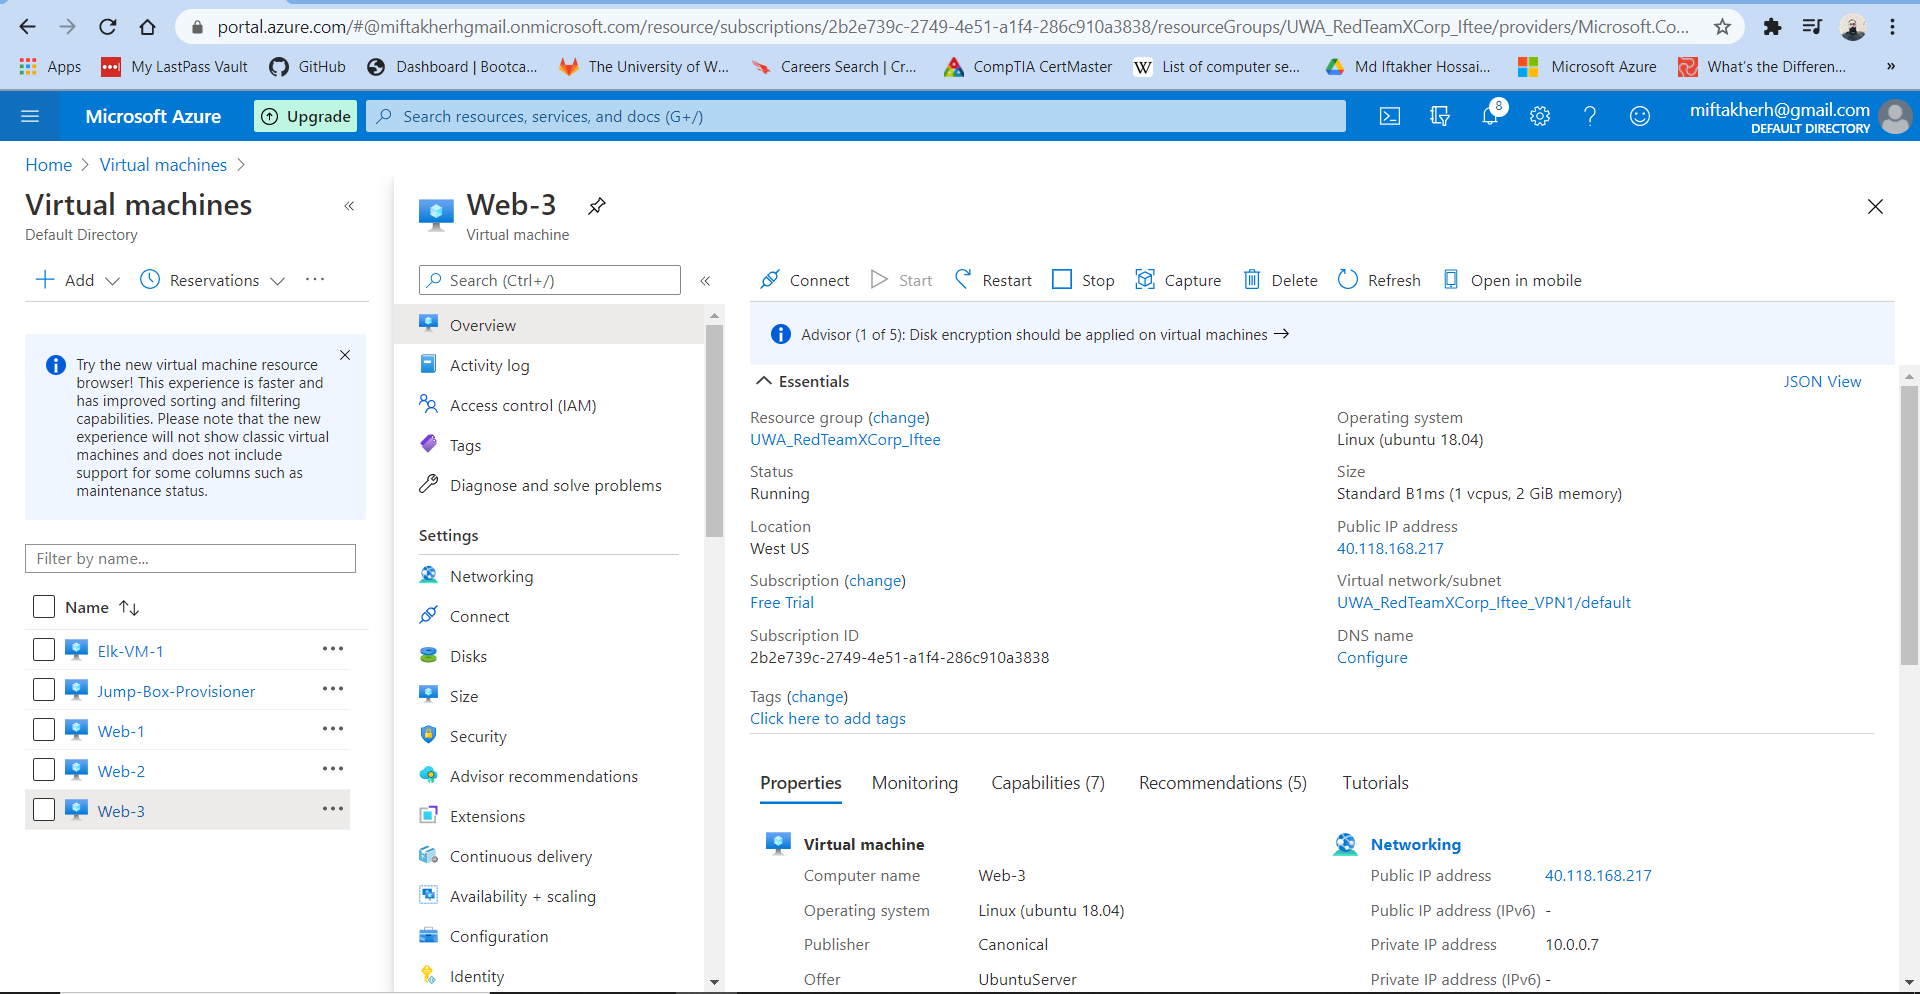 portal.azure.com/#@miftakherhgmail.onmicrosoft.com/resource/subscriptions/2b2e739c-2749-4e51-a1f4-286c910a3838/resourceGroups/UWA_RedTeamXCorp_Iftee/providers/Microsoft.Co...
Apps My LastPass Vault GitHub Dashboard | Bootca... The University of W... Careers Search | Cr... CompTIA CertMaster W List of computer se... Md Iftakher Hossai... Microsoft Azure What's the Differen... »
Microsoft Azure Upgrade Search resources, services, and docs (G+/) 8 miftakherh@gmail.com
DEFAULT DIRECTORY
Home > Virtual machines >
Virtual machines «
Default Directory
+ Add Reservations ...
Try the new virtual machine resource
browser! This experience is faster and
has improved sorting and filtering
capabilities. Please note that the new
experience will not show classic virtual
machines and does not include
support for some columns such as
maintenance status.
Filter by name...
Name ↑↓
Elk-VM-1 ...
Jump-Box-Provisioner ...
Web-1 ...
Web-2 ...
Web-3 ...
Web-3
Virtual machine
Search (Ctrl+/) «
Overview
Activity log
Access control (IAM)
Tags
Diagnose and solve problems
Settings
Networking
Connect
Disks
Size
Security
Advisor recommendations
Extensions
Continuous delivery
Availability + scaling
Configuration
Identity
Connect Start Restart Stop Capture Delete Refresh Open in mobile
Advisor (1 of 5): Disk encryption should be applied on virtual machines →
Essentials JSON View
Resource group (change)
UWA_RedTeamXCorp_Iftee
Status
Running
Location
West US
Subscription (change)
Free Trial
Subscription ID
2b2e739c-2749-4e51-a1f4-286c910a3838
Tags (change)
Click here to add tags
Operating system
Linux (ubuntu 18.04)
Size
Standard B1ms (1 vcpus, 2 GiB memory)
Public IP address
40.118.168.217
Virtual network/subnet
UWA_RedTeamXCorp_Iftee_VPN1/default
DNS name
Configure
Properties Monitoring Capabilities (7) Recommendations (5) Tutorials
Virtual machine
Computer name Web-3
Operating system Linux (ubuntu 18.04)
Publisher Canonical
Offer UbuntuServer
Networking
Public IP address 40.118.168.217
Public IP address (IPv6) -
Private IP address 10.0.0.7
Private IP address (IPv6) -